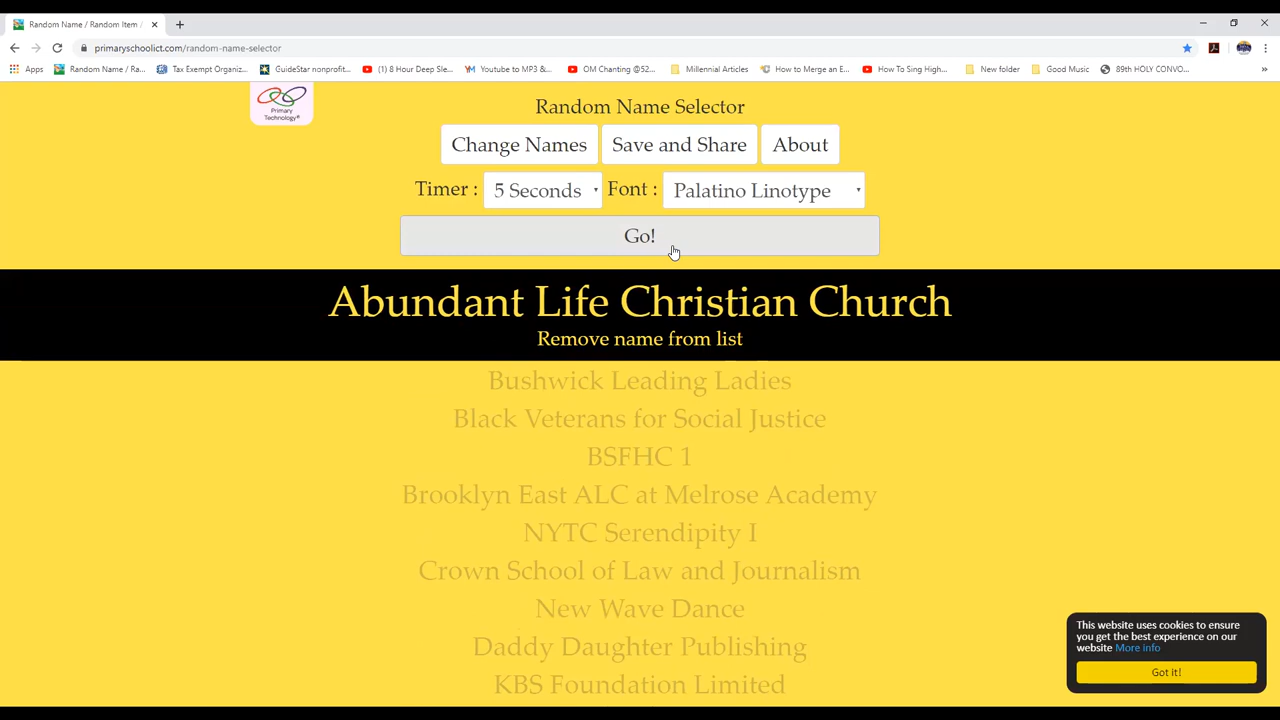 Random Name / Random Item /
primaryschoolict.com/random-name-selector
Apps
Random Name / Ra...
Tax Exempt Organiz...
GuideStar nonprofit...
(1) 8 Hour Deep Sle...
Youtube to MP3 &...
OM Chanting @52...
Millennial Articles
How to Merge an E...
How To Sing High...
New folder
Good Music
89th HOLY CONVO...
»
Primary
Technology®
Random Name Selector
Change Names
Save and Share
About
Timer : 5 Seconds Font : Palatino Linotype
Go!
Abundant Life Christian Church
Remove name from list
Bushwick Leading Ladies
Black Veterans for Social Justice
BSFHC 1
Brooklyn East ALC at Melrose Academy
NYTC Serendipity I
Crown School of Law and Journalism
New Wave Dance
Daddy Daughter Publishing
KBS Foundation Limited
This website uses cookies to ensure
you get the best experience on our
website More info
Got it!